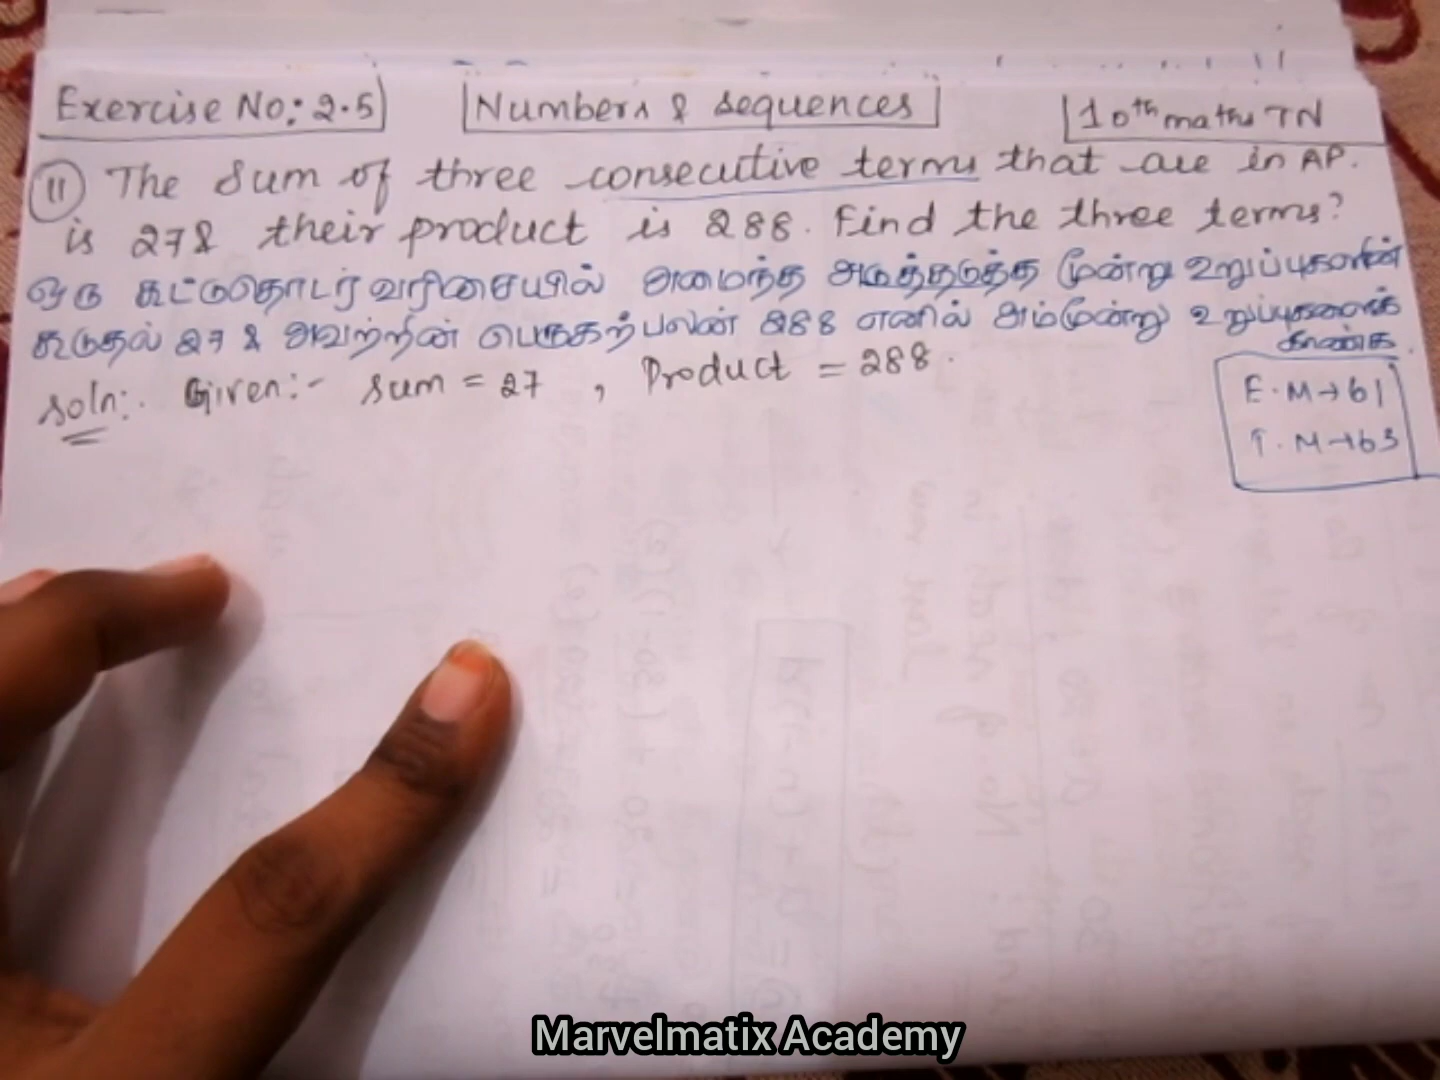 Exercise No: 2.5
Numbers & sequences
10th maths TN
11 The Sum of three consecutive terms that are in AP.
is 27 & their product is 288. Find the three terms?
ஒரு கூட்டுதொடர் வரிசையில் அமைந்த அடுத்தடுத்த மூன்று உறுப்புகளின்
கூடுதல் 27 & அவற்றின் பெருக்கற்பலன் 288 எனில் அம்மூன்று உறுப்புகளைக்
காண்க.
Soln:. Given:- Sum = 27 , Product = 288.
E.M→61
T.M→63
Marvelmatix Academy